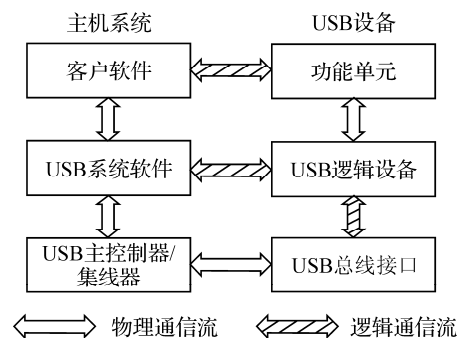 主机系统
USB设备
客户软件
功能单元
USB系统软件
USB逻辑设备
USB主控制器/
集线器
USB总线接口
物理通信流
逻辑通信流